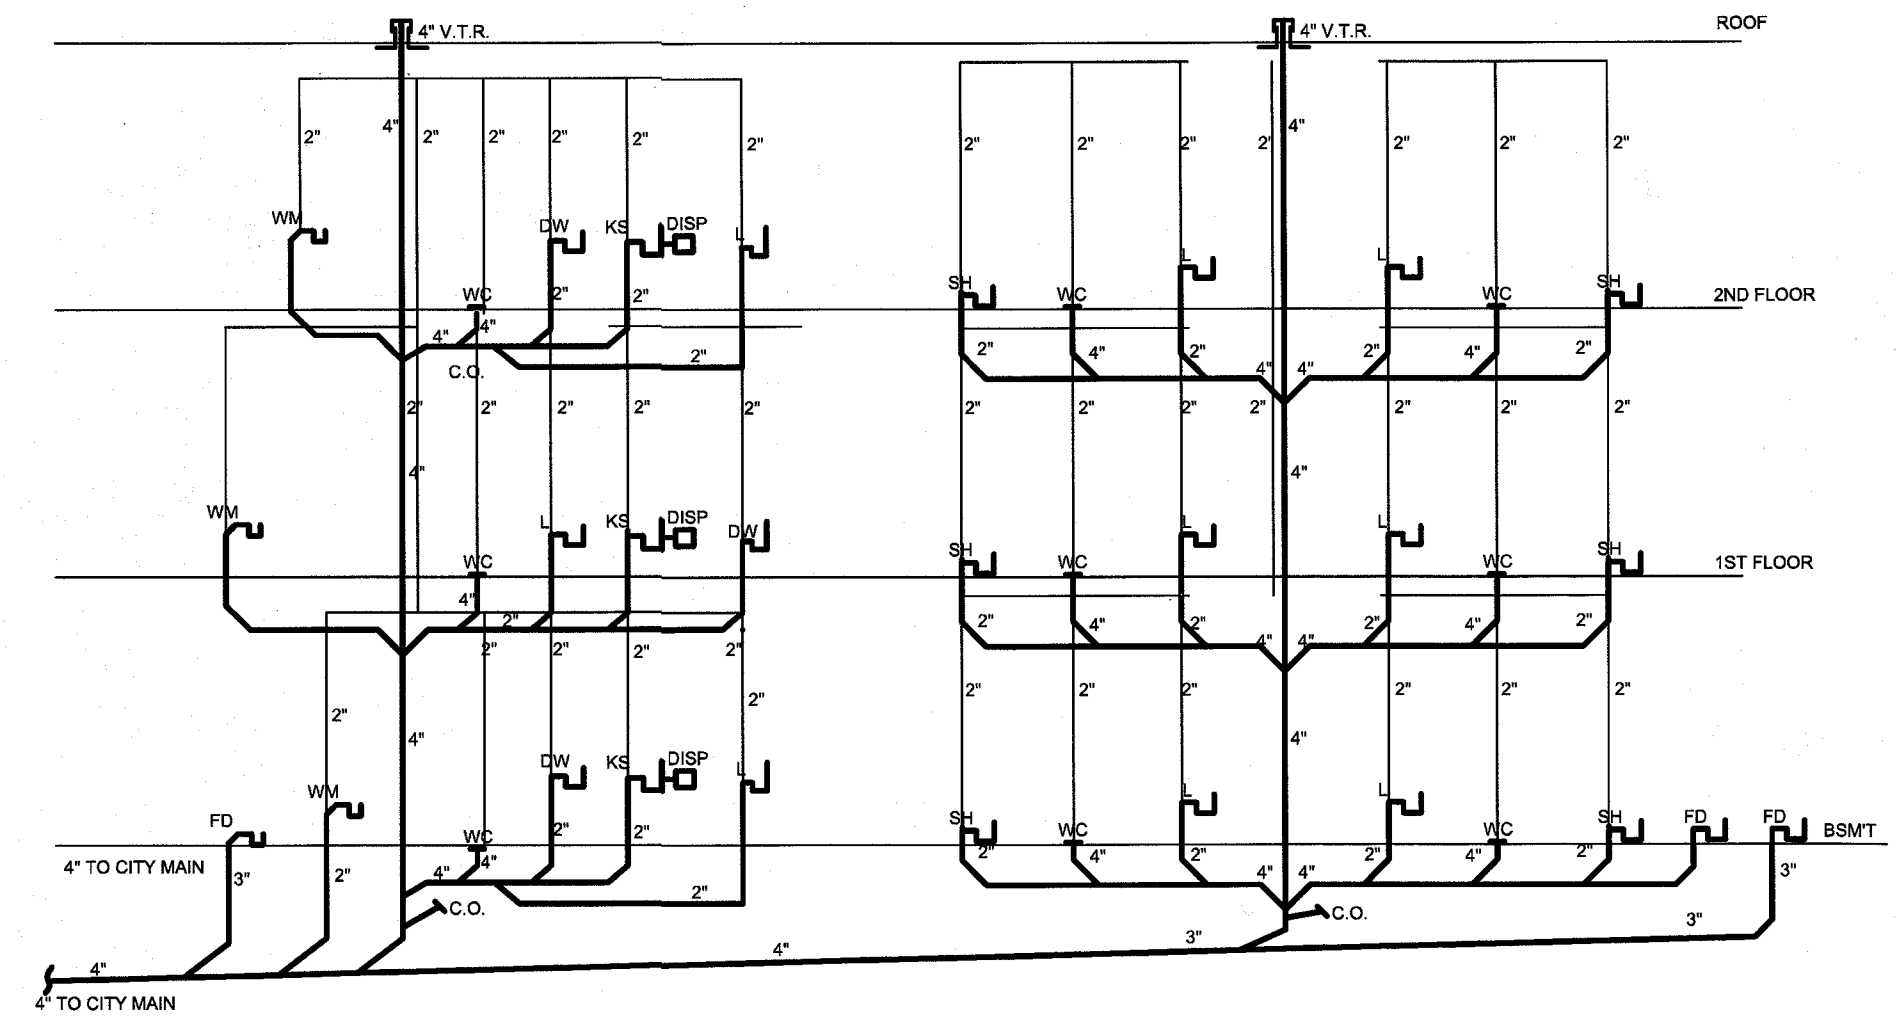 4" V.T.R. 4" V.T.R. ROOF
2" 4" 2" 2" 2" 2" 2" 2" 2" 2" 2" 4" 2" 2" 2"
WM DW KS DISP L L L
SH WC SH
WC 2" 2" WC 2ND FLOOR
4" 4" 2" 2" 4" 2" 4" 4" 2" 4" 2"
C.O.
2" 2" 2" 2" 2" 2" 2" 2" 2" 2" 2" 2"
4" 4"
WM L KS DISP DW L L
WC SH WC WC SH 1ST FLOOR
4" 2" 2" 4" 2" 4" 4" 2" 4" 2"
2" 2" 2" 2"
2" 2" 2" 2" 2" 2" 2"
2" 4" 4"
DW KS DISP L
WM L L
FD WC SH WC WC SH FD FD BSM'T
2" 2"
4" TO CITY MAIN 3" 2" 4" 4" 2" 2" 4" 2" 4" 4" 2" 4" 2" 3"
C.O. C.O.
3" 3"
4" 4"
4" TO CITY MAIN